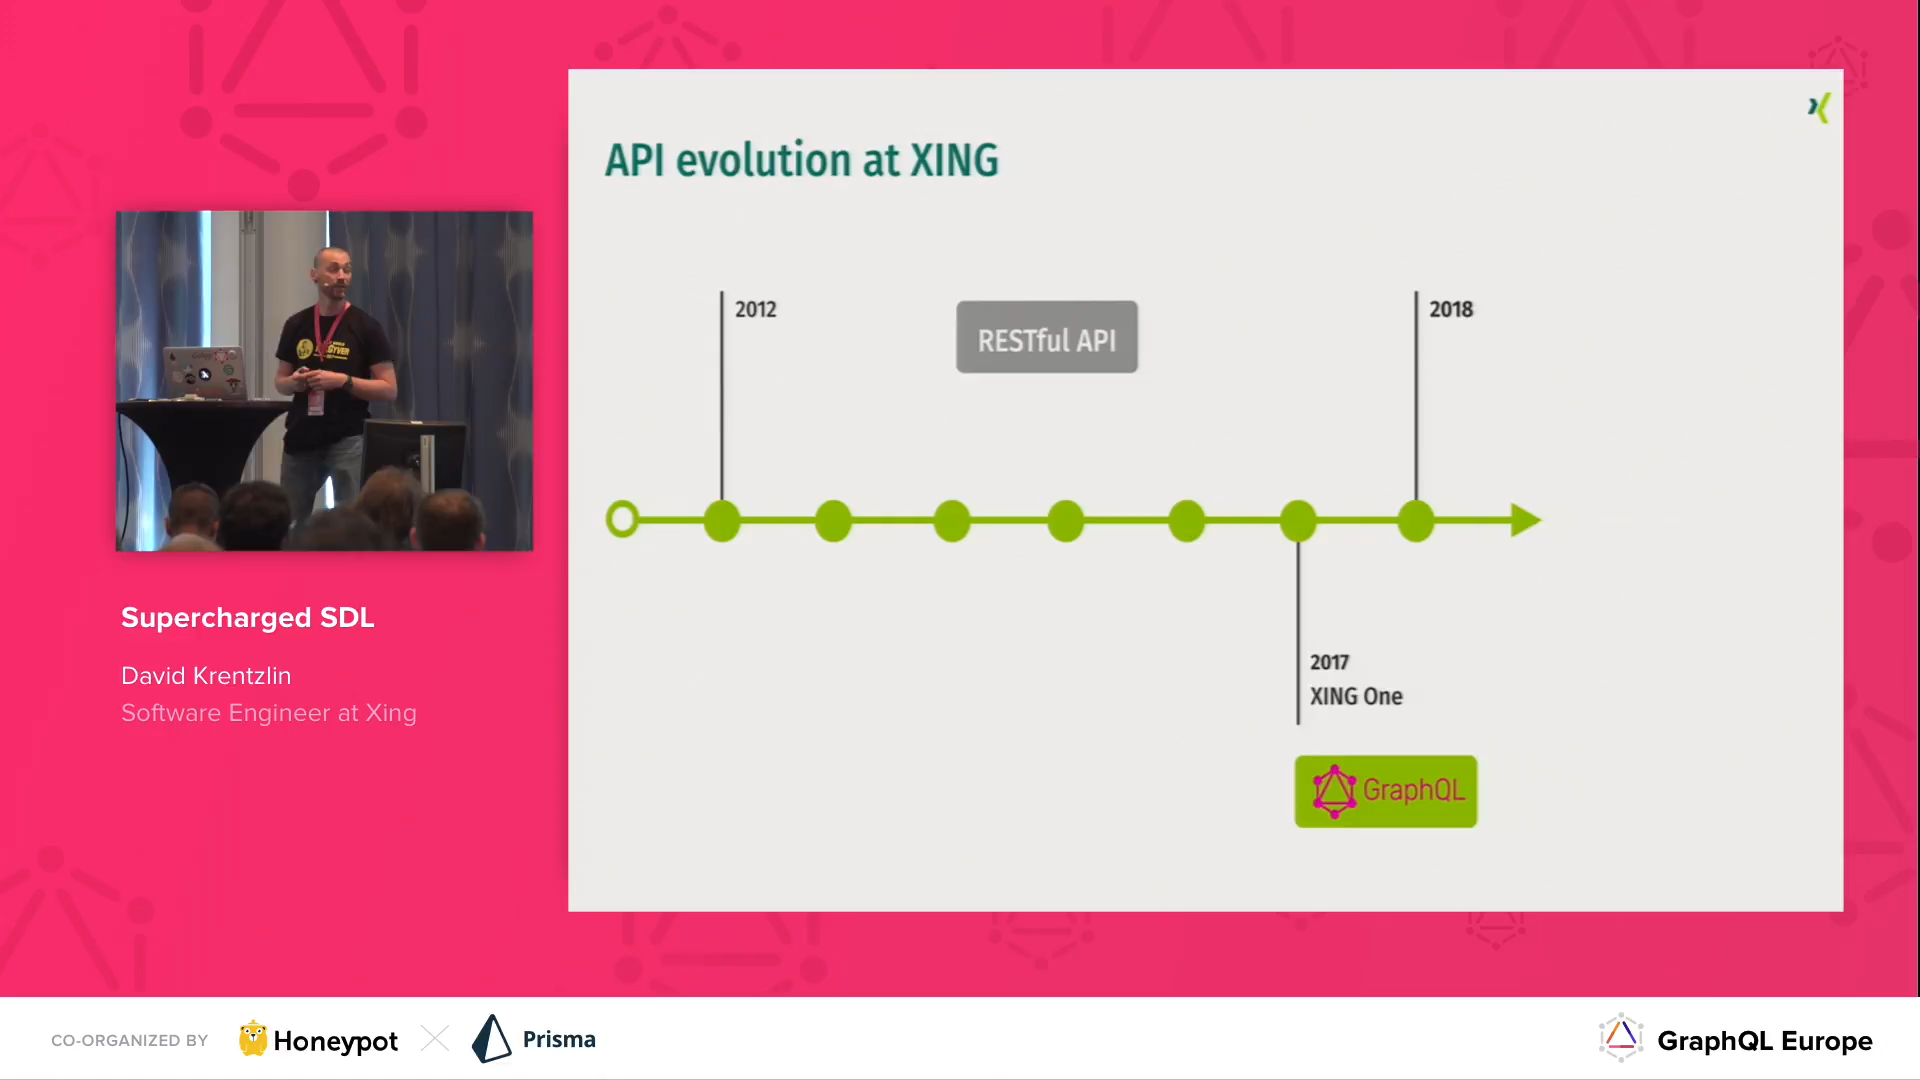 API evolution at XING
2012
RESTful API
2018
2017
XING One
GraphQL
Supercharged SDL
David Krentzlin
Software Engineer at Xing
CO-ORGANIZED BY
Honeypot
Prisma
GraphQL Europe